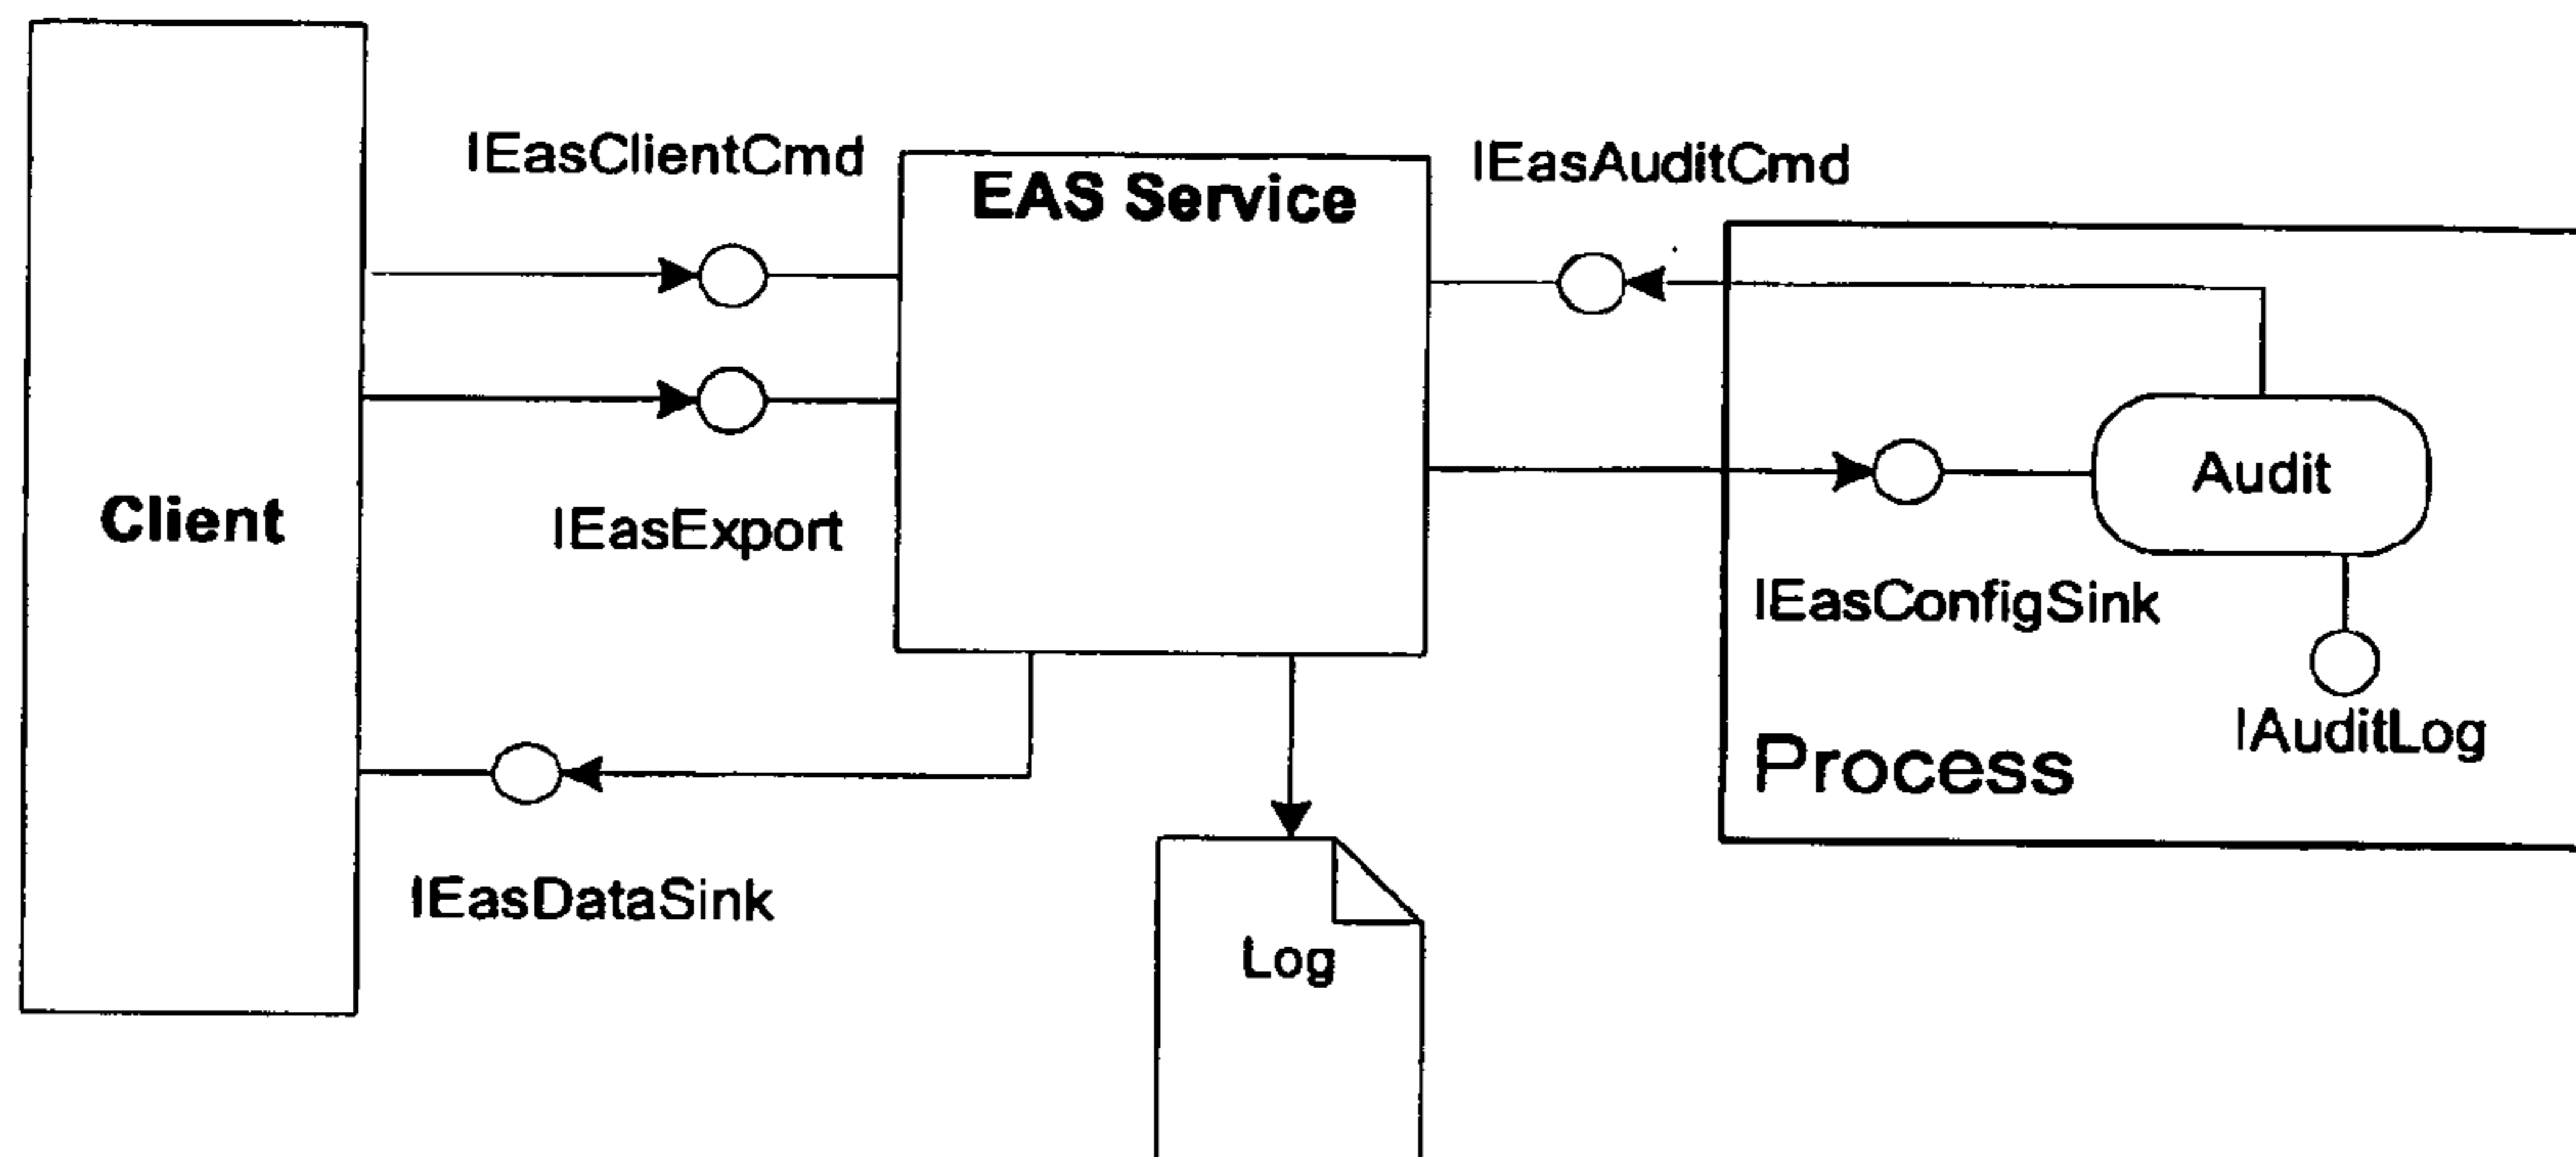 IEasClientCmd
EAS Service
IEasAuditCmd
Client
IEasExport
Audit
IEasConfigSink
IAuditLog
Process
IEasDataSink
Log